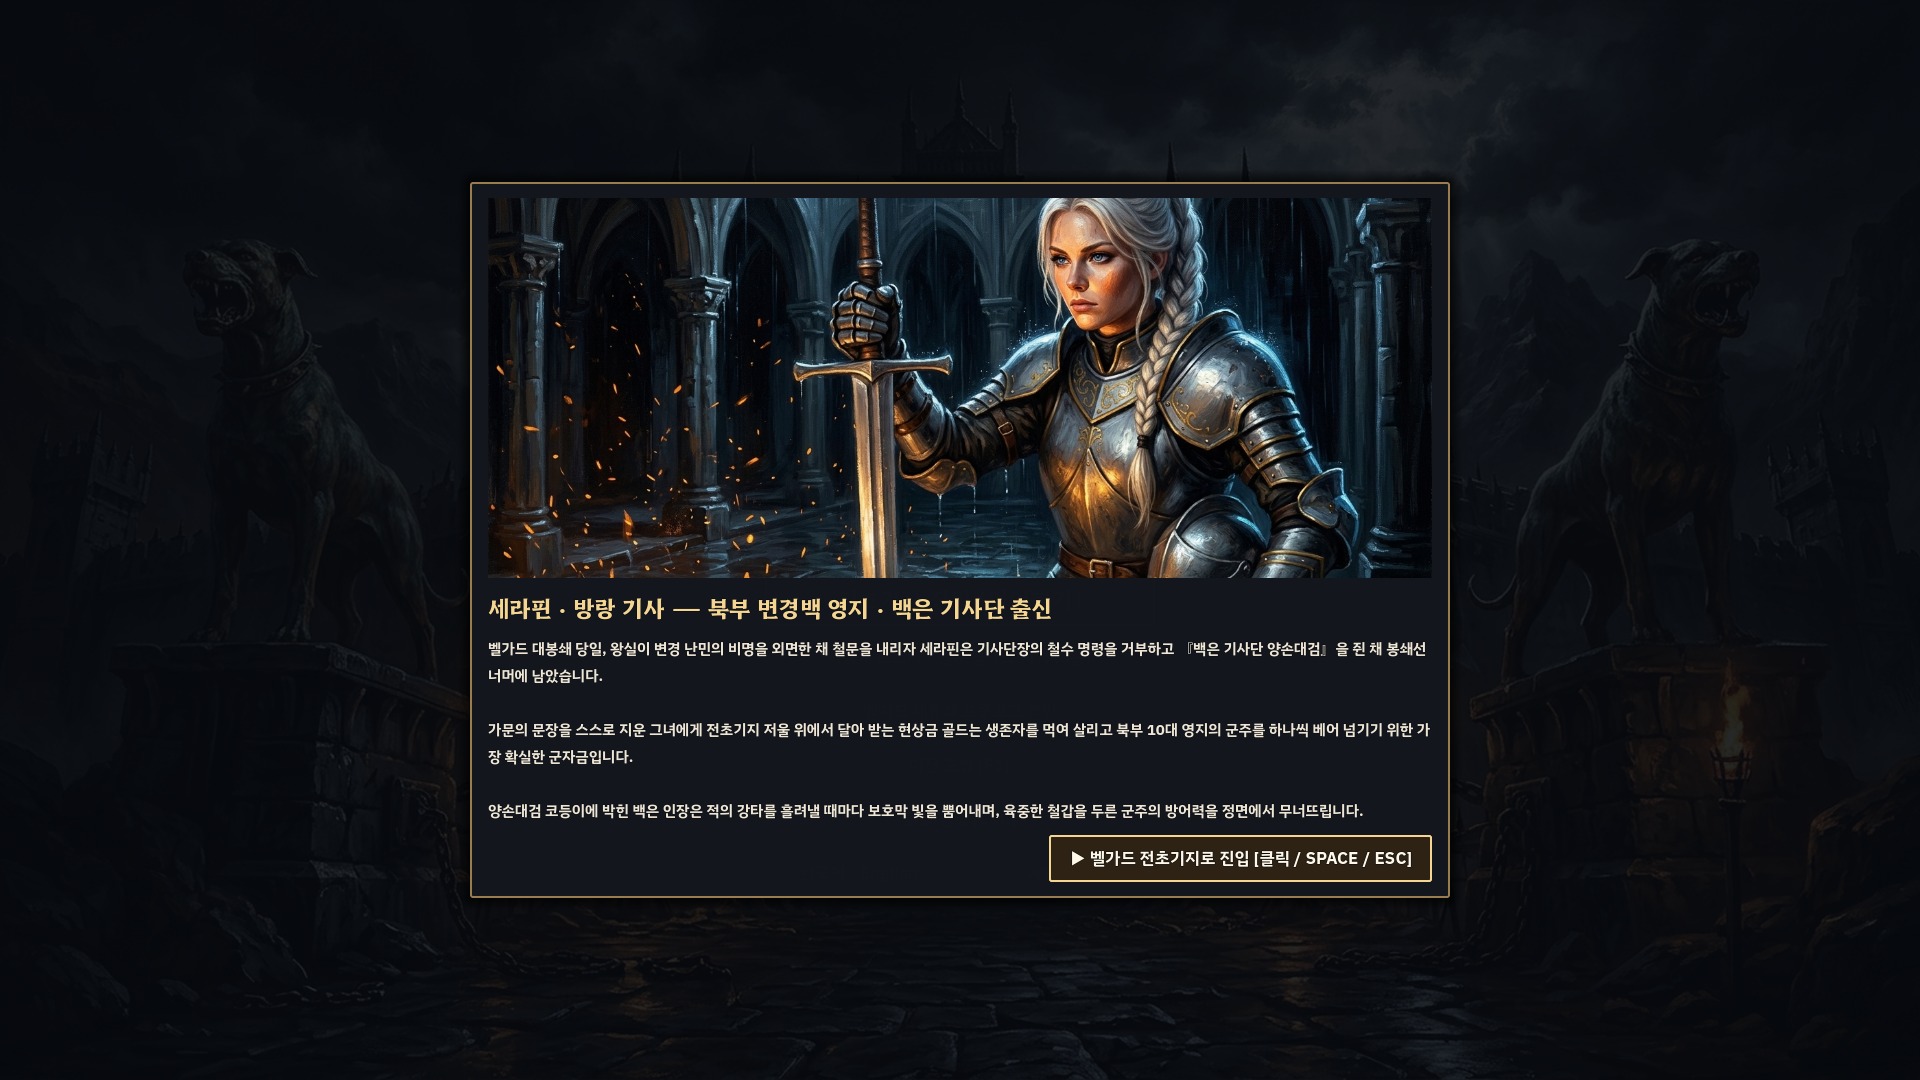 세라핀 · 방랑 기사 — 북부 변경백 영지 · 백은 기사단 출신
벨가드 대봉쇄 당일, 왕실이 변경 난민의 비명을 외면한 채 철문을 내리자 세라핀은 기사단장의 철수 명령을 거부하고 『백은 기사단 양손대검』을 쥔 채 봉쇄선
너머에 남았습니다.
가문의 문장을 스스로 지운 그녀에게 전초기지 저울 위에서 달아 받는 현상금 골드는 생존자를 먹여 살리고 북부 10대 영지의 군주를 하나씩 베어 넘기기 위한 가
장 확실한 군자금입니다.
양손대검 코등이에 박힌 백은 인장은 적의 강타를 흘려낼 때마다 보호막 빛을 뿜어내며, 육중한 철갑을 두른 군주의 방어력을 정면에서 무너뜨립니다.
▶ 벨가드 전초기지로 진입 [클릭 / SPACE / ESC]